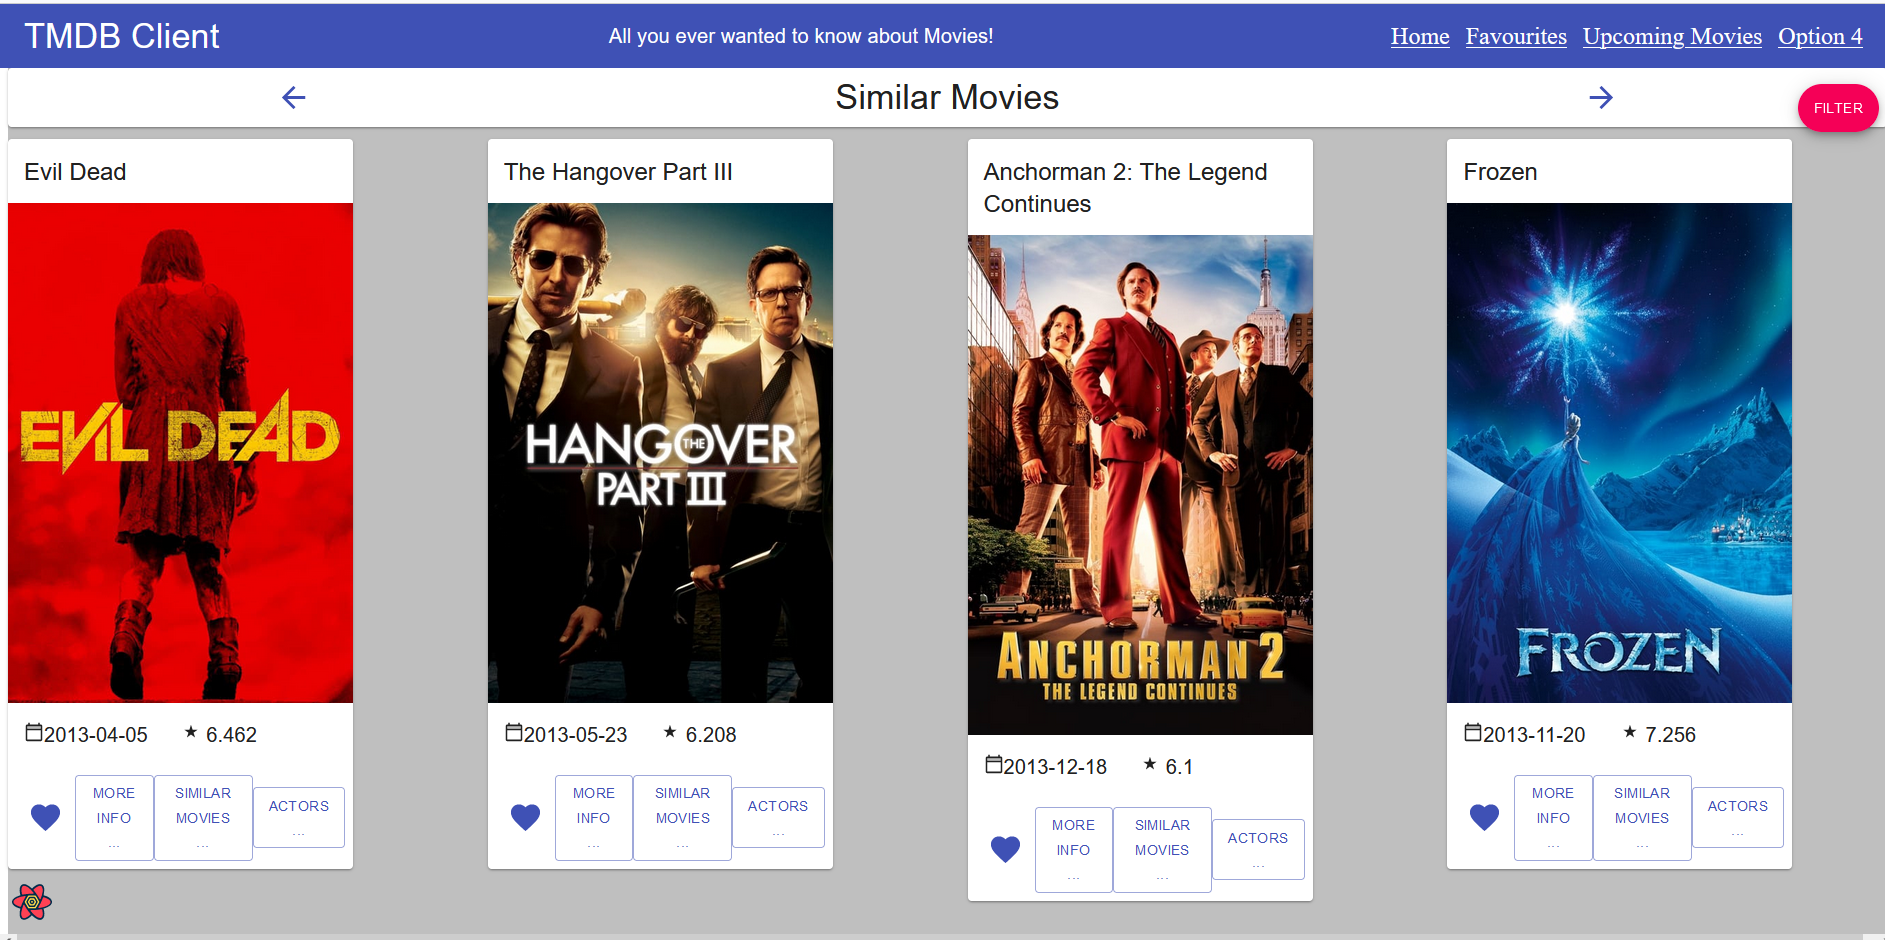 TMDB Client
All you ever wanted to know about Movies!
Home Favourites Upcoming Movies Option 4
Similar Movies
FILTER
Evil Dead
EVIL DEAD
2013-04-05 ★ 6.462
MORE INFO ...
SIMILAR MOVIES ...
ACTORS ...
The Hangover Part III
THE
HANGOVER
PART III
2013-05-23 ★ 6.208
MORE INFO ...
SIMILAR MOVIES ...
ACTORS ...
Anchorman 2: The Legend
Continues
ANCHORMAN 2
THE LEGEND CONTINUES
2013-12-18 ★ 6.1
MORE INFO ...
SIMILAR MOVIES ...
ACTORS ...
Frozen
FROZEN
2013-11-20 ★ 7.256
MORE INFO ...
SIMILAR MOVIES ...
ACTORS ...